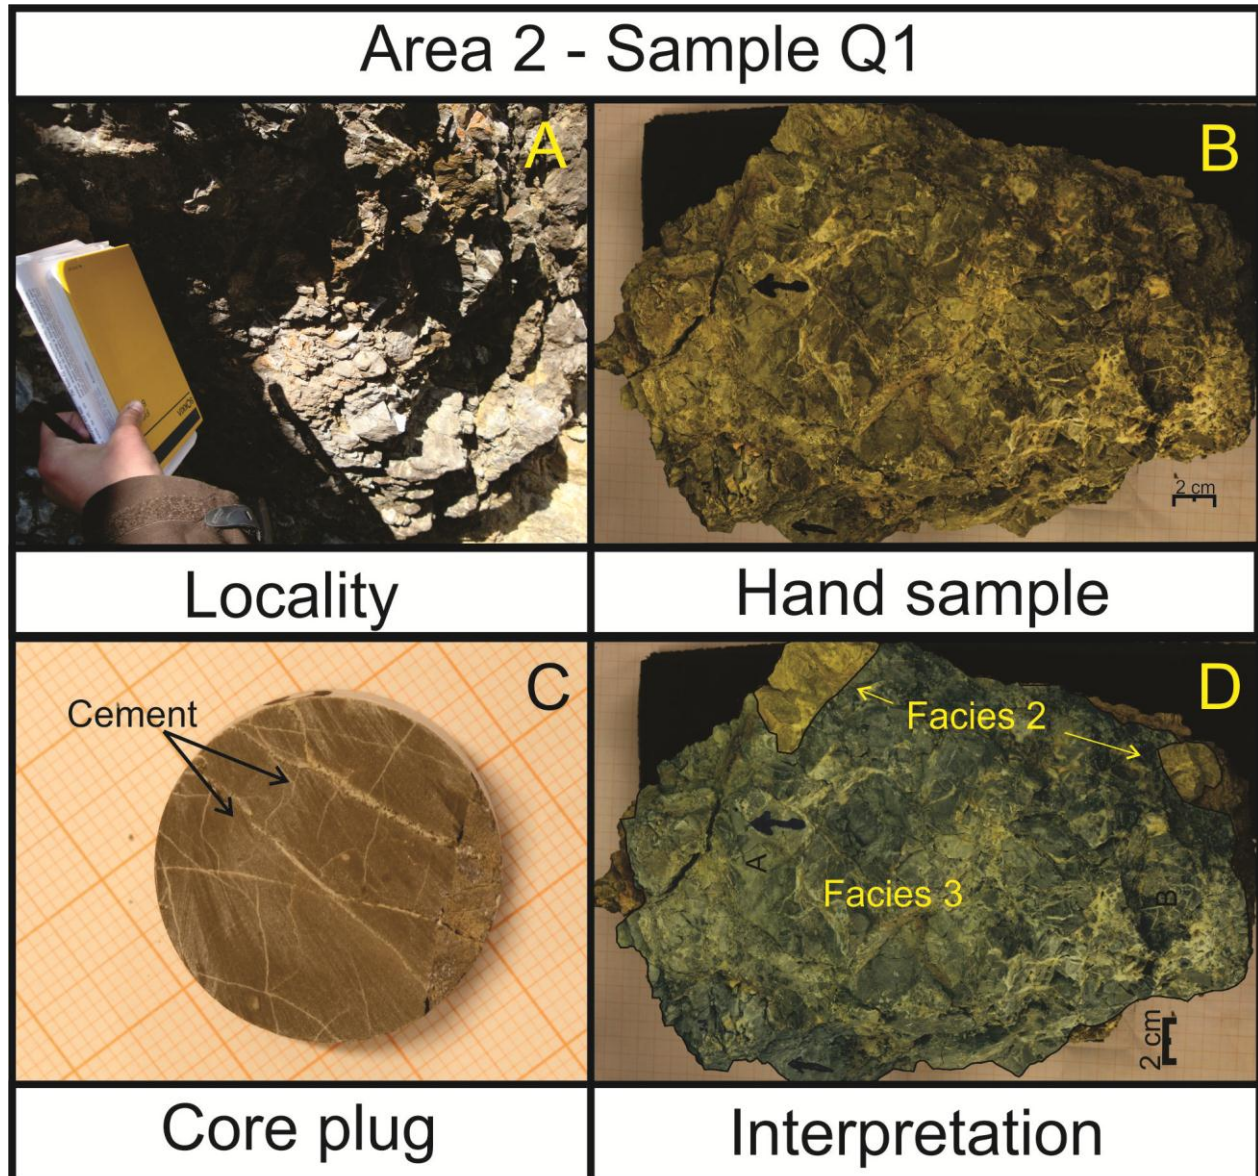 Area 2 - Sample Q1
A
B
2 cm
Locality
Hand sample
Cement
C
D
Facies 2
A
Facies 3
B
2 cm
Core plug
Interpretation